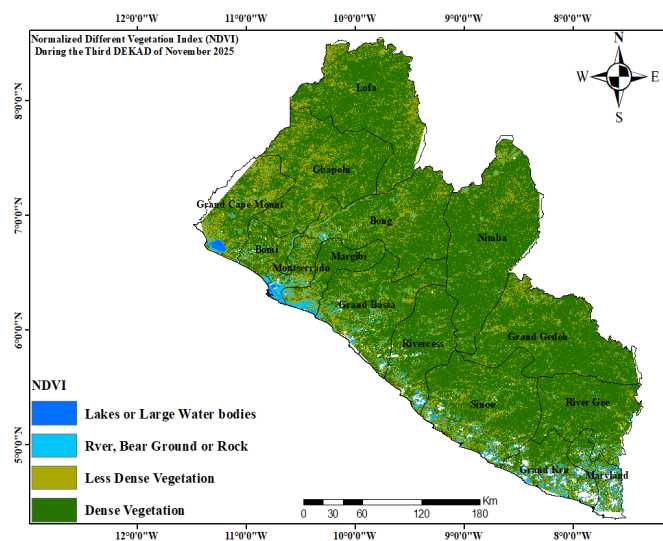 12°0'0"W 11°0'0"W 10°0'0"W 9°0'0"W 8°0'0"W
Normalized Different Vegetation Index (NDVI)
During the Third DEKAD of November 2025
N
W E
S
8°0'0"N
7°0'0"N
6°0'0"N
5°0'0"N
Lofa
Gbapolu
Grand Cape Mount
Bong
Nimba
Bomi
Montserrado
Margibi
Grand Bassa
Rivercess
Grand Gedeh
Sinoe
River Gee
Grand Kru
Maryland
NDVI
Lakes or Large Water bodies
Rver, Bear Ground or Rock
Less Dense Vegetation
Dense Vegetation
Km
0 30 60 120 180
12°0'0"W 11°0'0"W 10°0'0"W 9°0'0"W 8°0'0"W